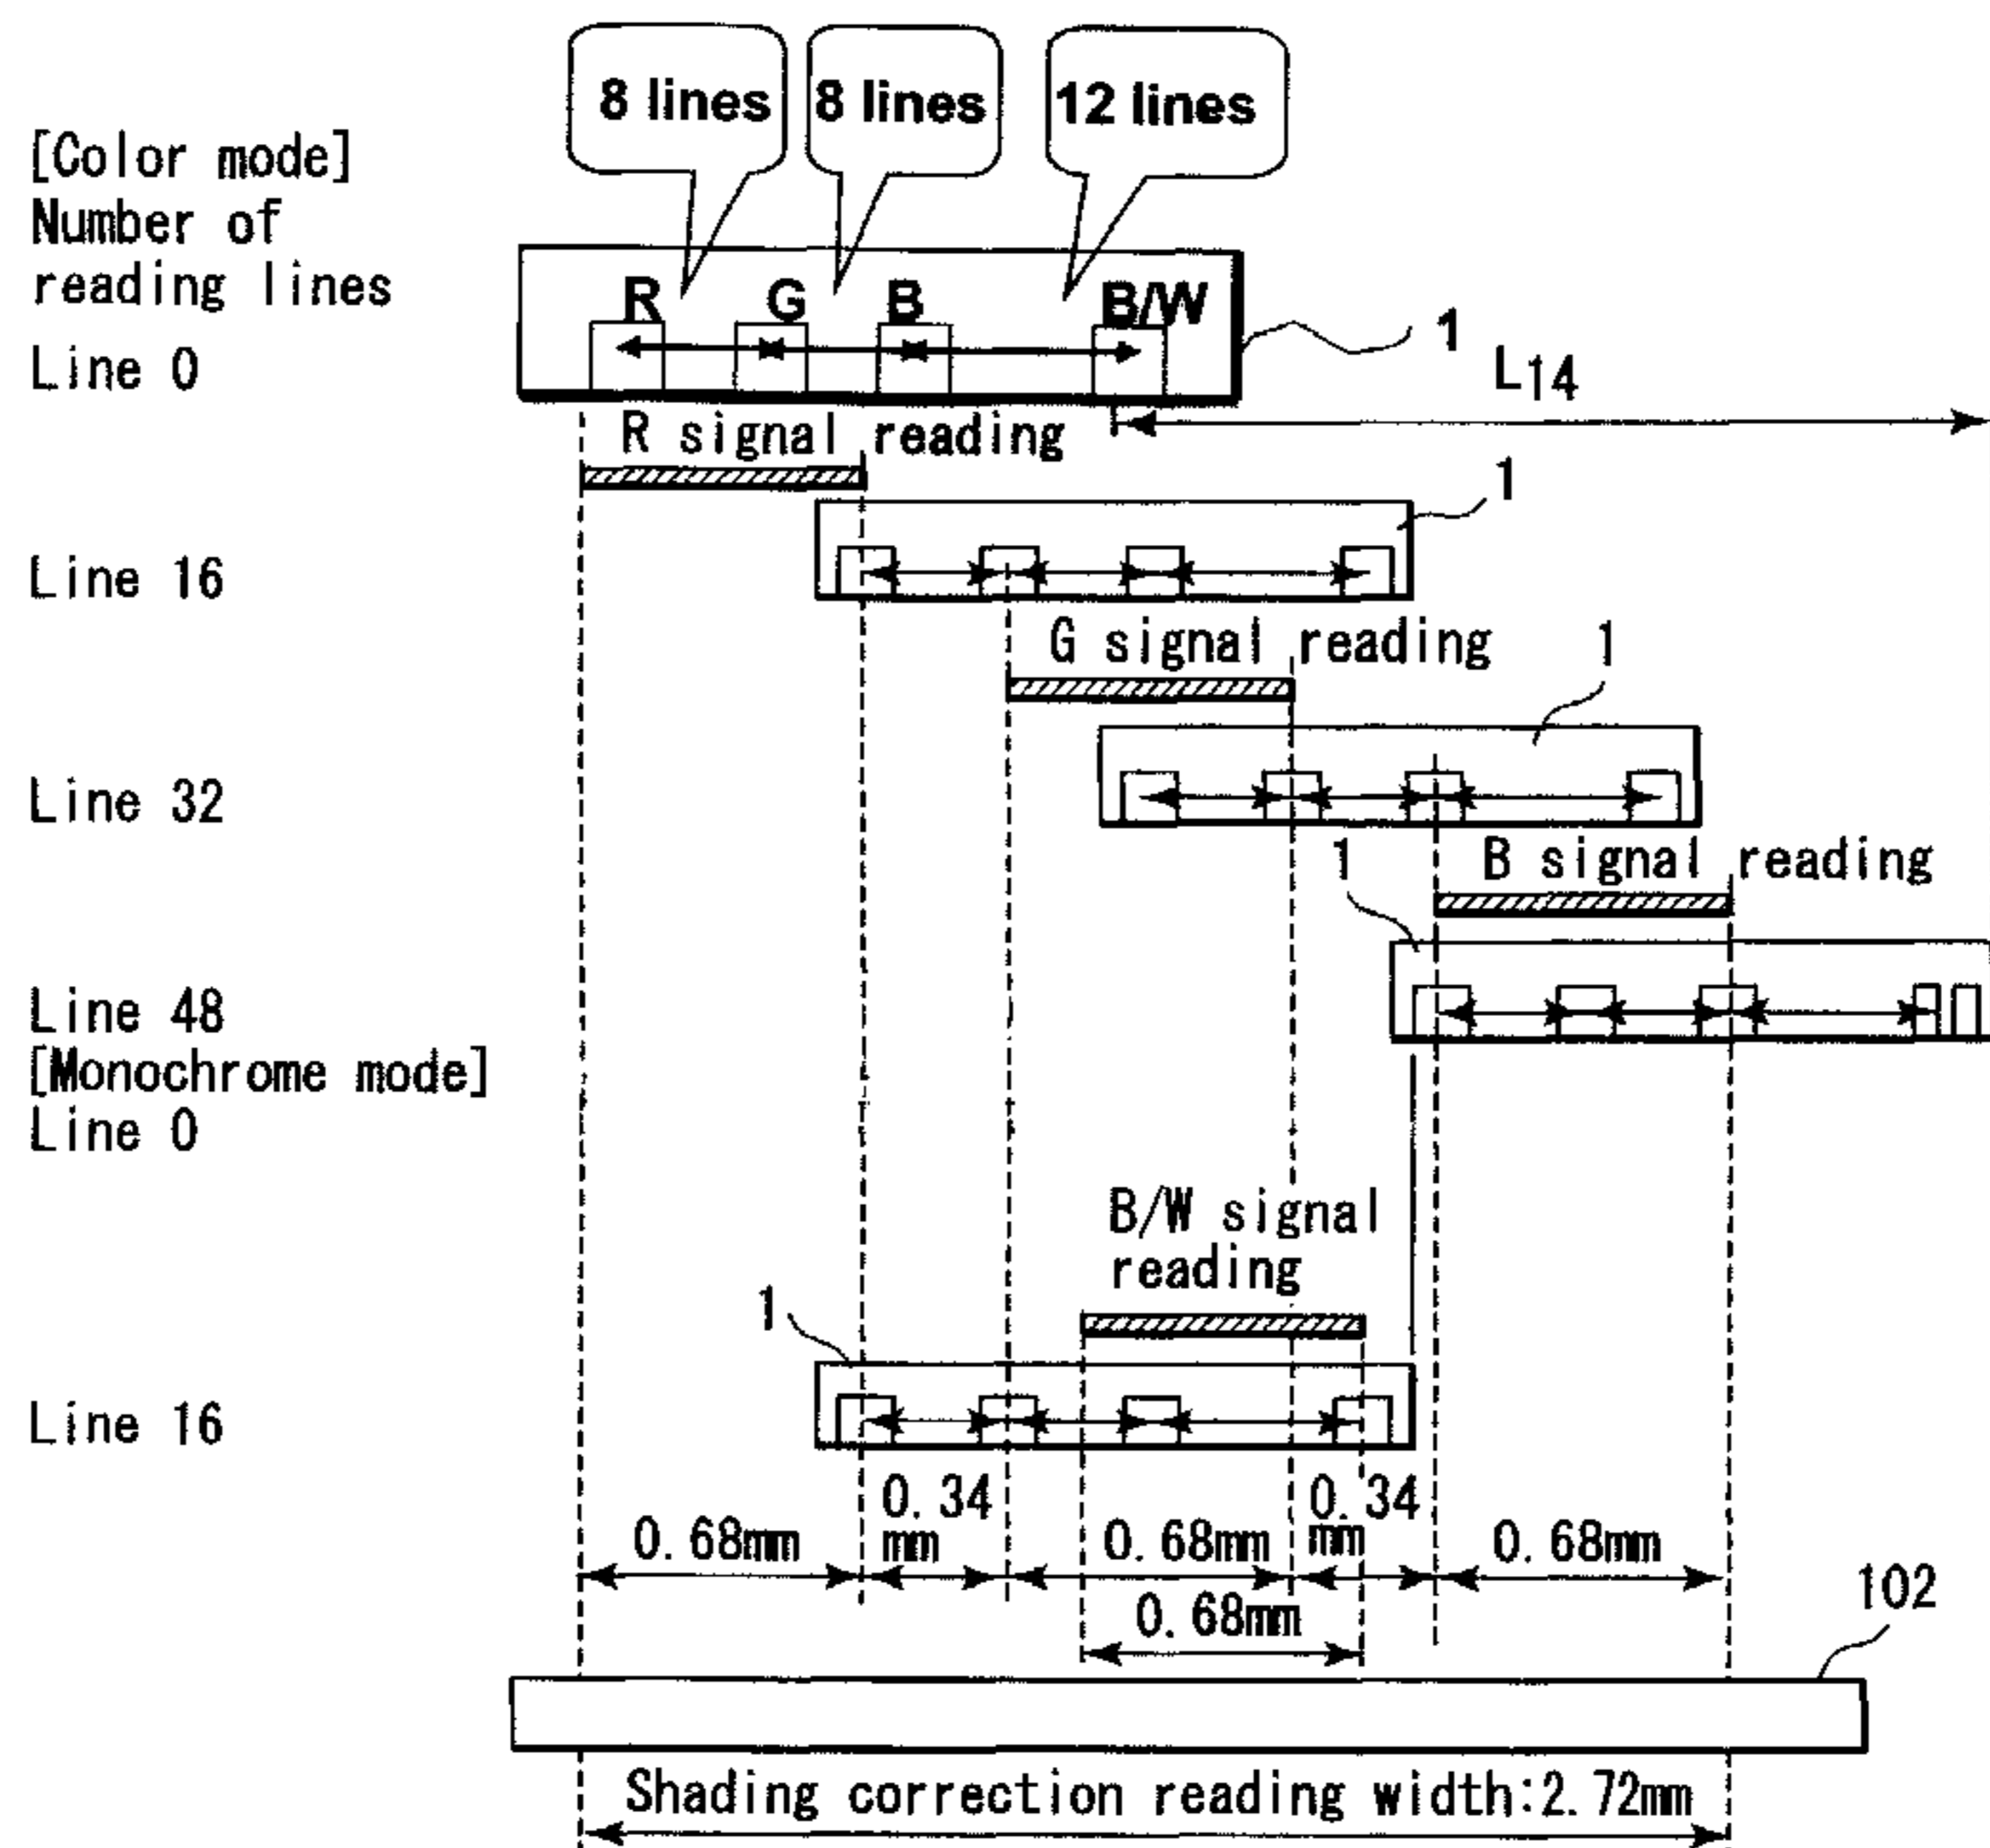 8 lines
8 lines
12 lines
[Color mode]
Number of
reading lines
R
G
B
B/W
1
Line 0
L14
R signal reading
1
Line 16
G signal reading
1
Line 32
B signal reading
1
Line 48
[Monochrome mode]
Line 0
B/W signal
reading
1
Line 16
0.34
mm
0.34
mm
0.68mm
0.68mm
0.68mm
0.68mm
102
Shading correction reading width:2.72mm